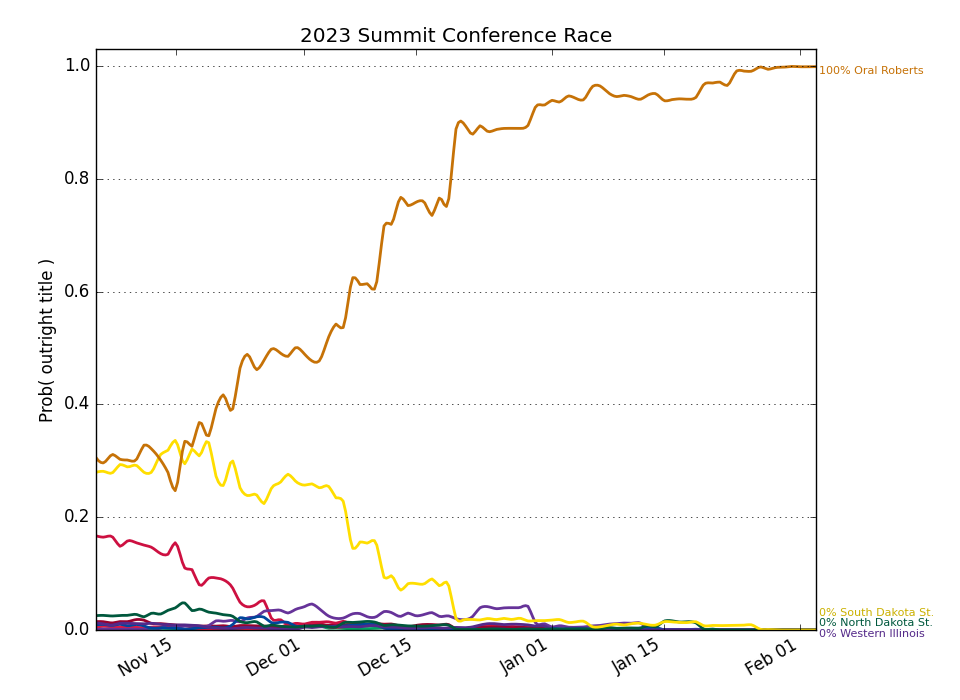 2023 Summit Conference Race
Prob( outright title )
1.0
0.8
0.6
0.4
0.2
0.0
Nov 15
Dec 01
Dec 15
Jan 01
Jan 15
Feb 01
100% Oral Roberts
0% South Dakota St.
0% North Dakota St.
0% Western Illinois